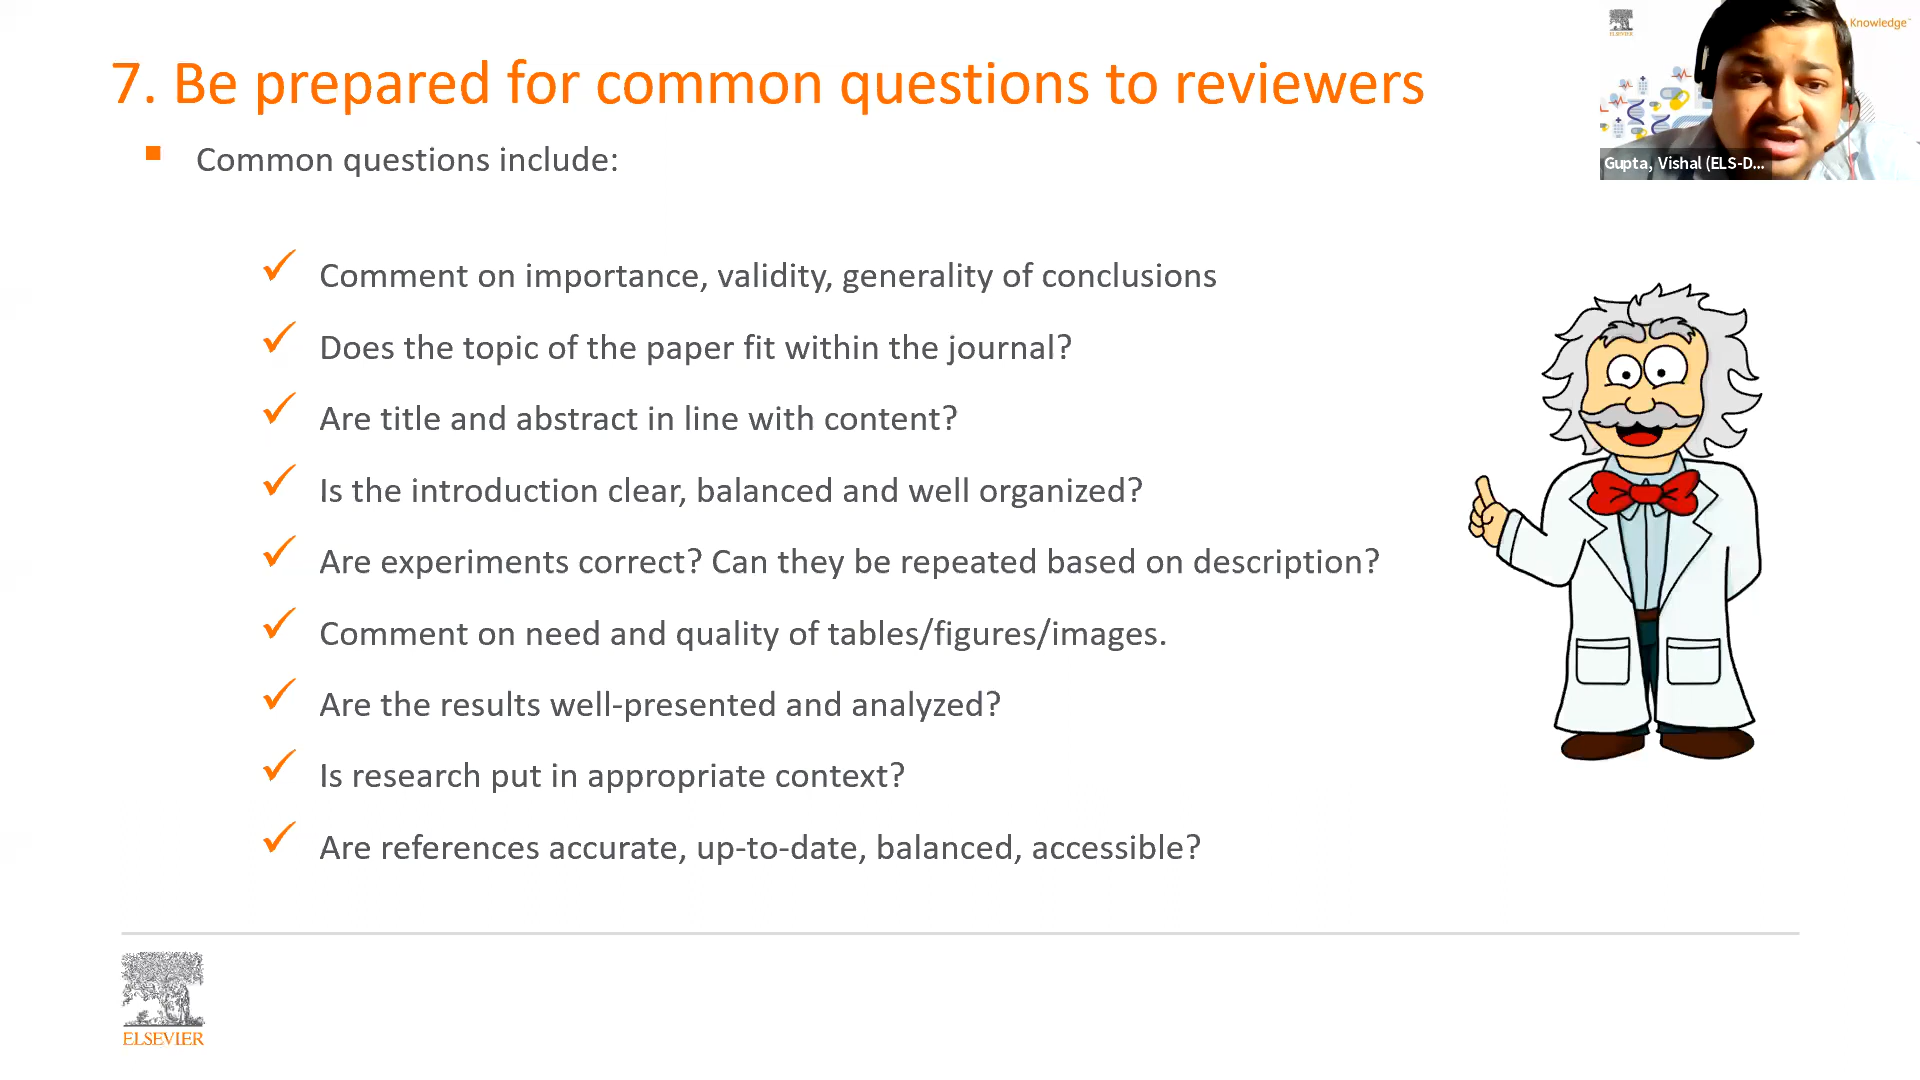 7. Be prepared for common questions to reviewers
Common questions include:
Comment on importance, validity, generality of conclusions
Does the topic of the paper fit within the journal?
Are title and abstract in line with content?
Is the introduction clear, balanced and well organized?
Are experiments correct? Can they be repeated based on description?
Comment on need and quality of tables/figures/images.
Are the results well-presented and analyzed?
Is research put in appropriate context?
Are references accurate, up-to-date, balanced, accessible?
ELSEVIER
ELSEVIER
Knowledge™
Gupta, Vishal (ELS-D...